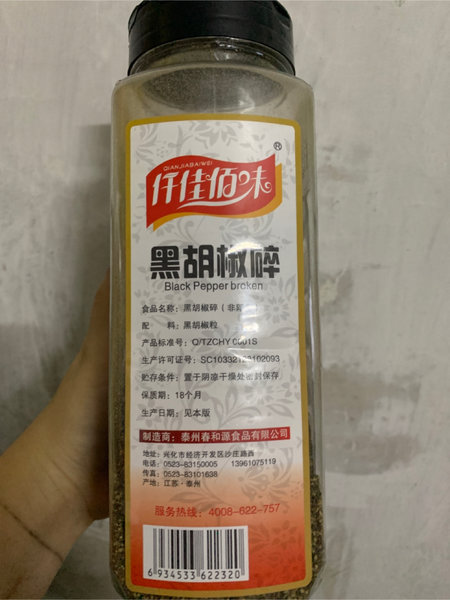 QIANJIABAIWEI
仟佳佰味
®
黑胡椒碎
Black Pepper broken
食品名称: 黑胡椒碎 ( 非
配 料: 黑胡椒粒
产品标准号: Q/TZCHY 0001S
生产许可证号: SC10332128102093
贮存条件: 置于阴凉干燥处密封保存
保质期: 18个月
生产日期: 见本版
制造商: 泰州春和源食品有限公司
地址: 兴化市经济开发区沙庄路西
电话: 0523-83150005 13961075119
传真: 0523-83101638
产地: 江苏·泰州
服务热线: 4008-622-757
6 934533 622320